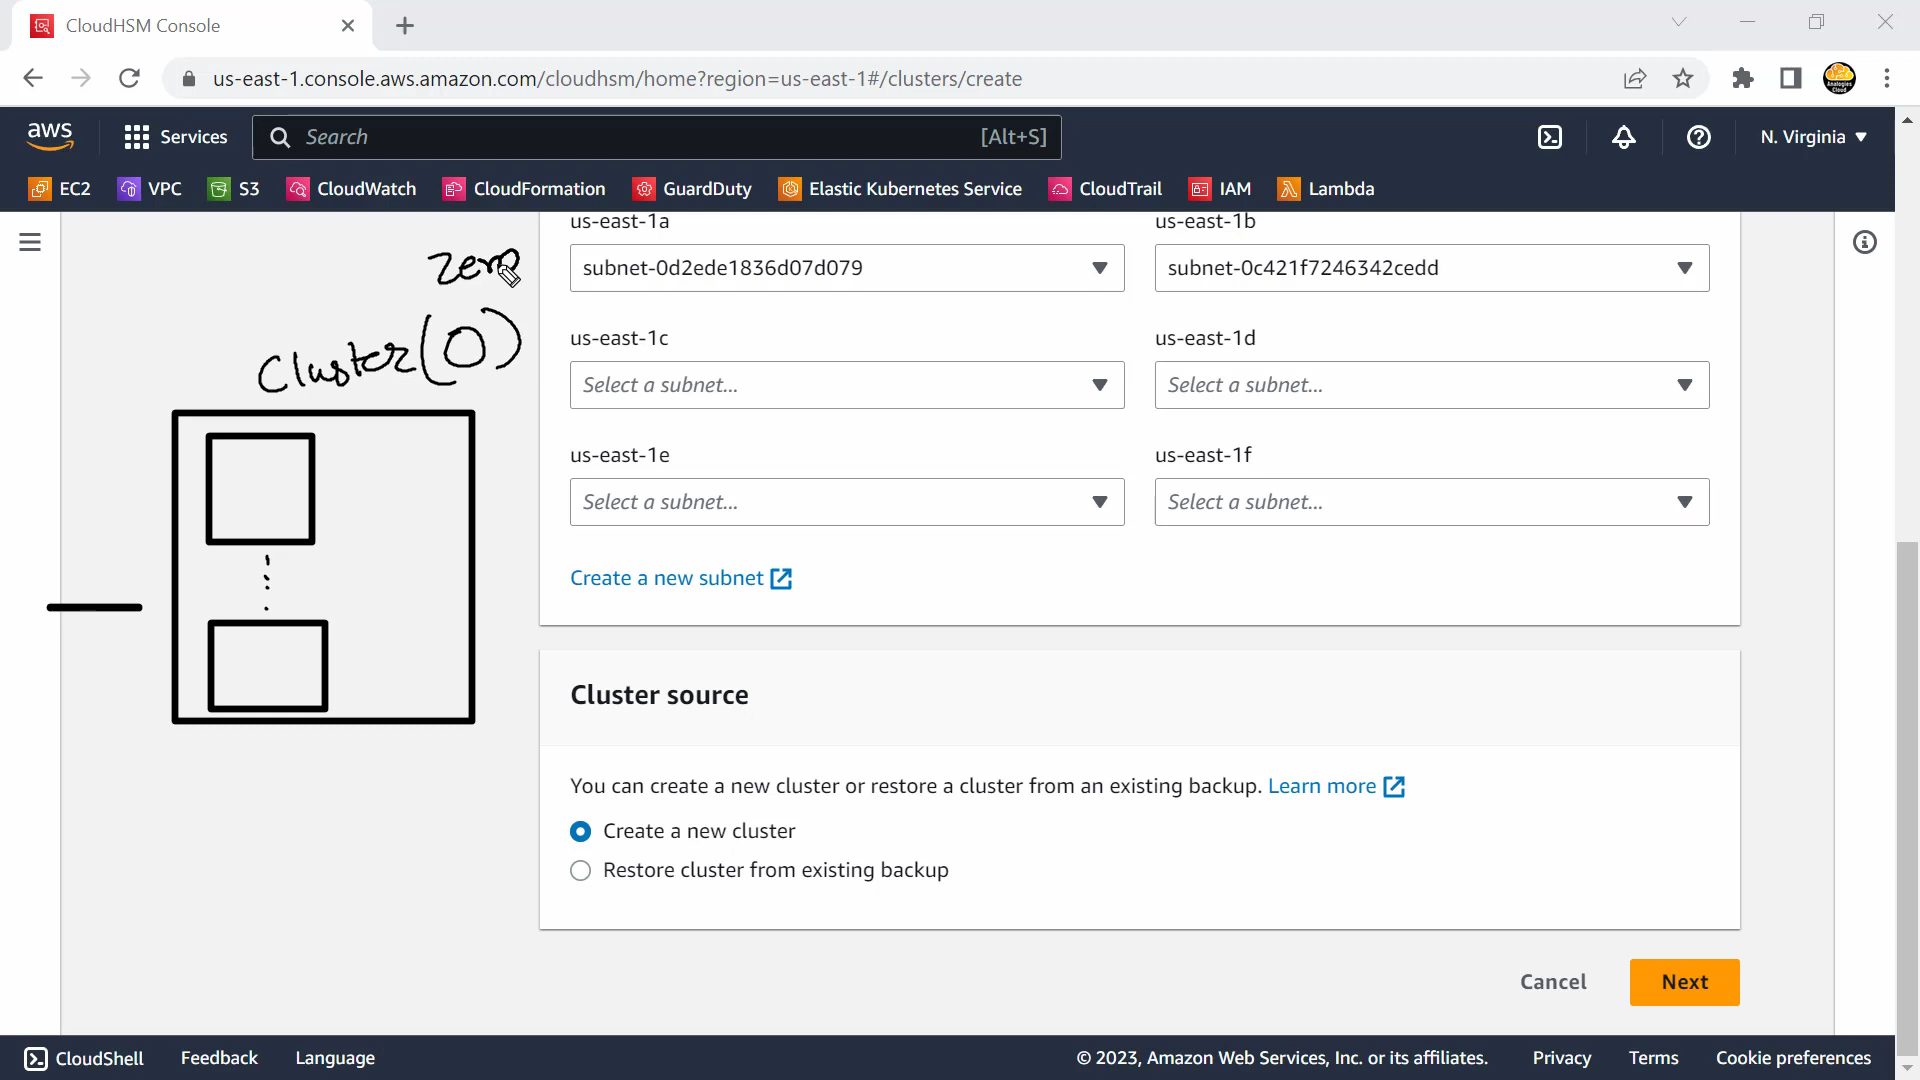 CloudHSM Console
us-east-1.console.aws.amazon.com/cloudhsm/home?region=us-east-1#/clusters/create
aws Services Search [Alt+S] N. Virginia
EC2 VPC S3 CloudWatch CloudFormation GuardDuty Elastic Kubernetes Service CloudTrail IAM Lambda
us-east-1a us-east-1b
zero
subnet-0d2ede1836d07d079 subnet-0c421f7246342cedd
Cluster(0)
us-east-1c us-east-1d
Select a subnet... Select a subnet...
us-east-1e us-east-1f
Select a subnet... Select a subnet...
Create a new subnet
Cluster source
You can create a new cluster or restore a cluster from an existing backup. Learn more
Create a new cluster
Restore cluster from existing backup
Cancel Next
CloudShell Feedback Language © 2023, Amazon Web Services, Inc. or its affiliates. Privacy Terms Cookie preferences